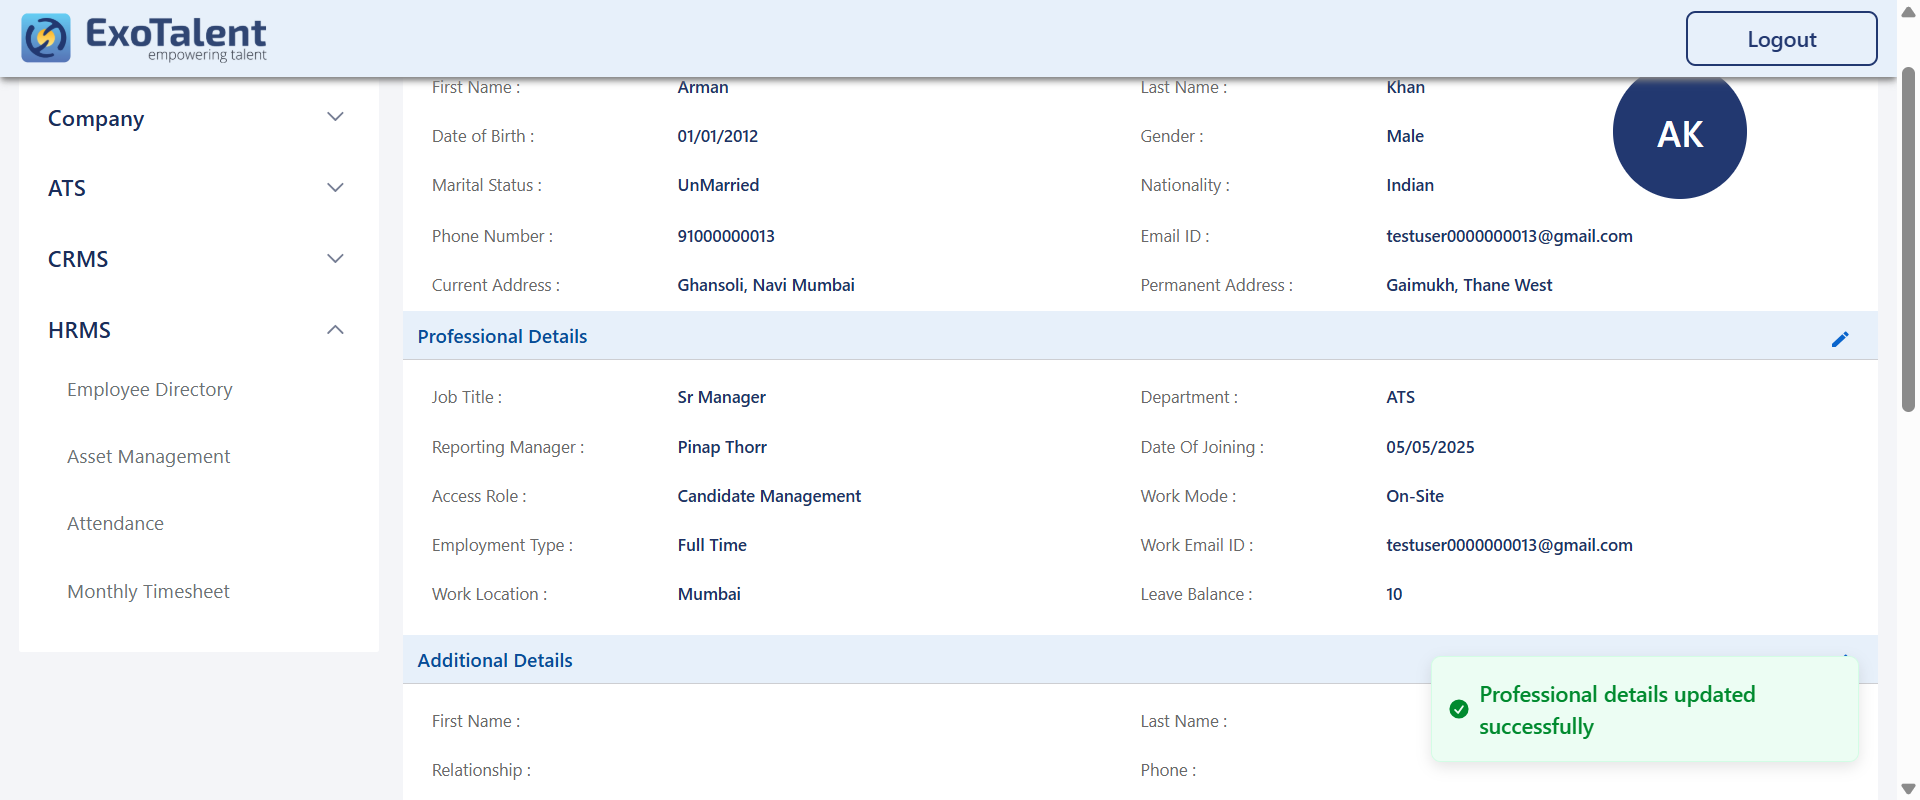 ExoTalent
empowering talent
Logout
Company
ATS
CRMS
HRMS
Employee Directory
Asset Management
Attendance
Monthly Timesheet
First Name : Arman Last Name : Khan
AK
Date of Birth : 01/01/2012 Gender : Male
Marital Status : UnMarried Nationality : Indian
Phone Number : 91000000013 Email ID : testuser0000000013@gmail.com
Current Address : Ghansoli, Navi Mumbai Permanent Address : Gaimukh, Thane West
Professional Details
Job Title : Sr Manager Department : ATS
Reporting Manager : Pinap Thorr Date Of Joining : 05/05/2025
Access Role : Candidate Management Work Mode : On-Site
Employment Type : Full Time Work Email ID : testuser0000000013@gmail.com
Work Location : Mumbai Leave Balance : 10
Additional Details
First Name : Last Name :
Relationship : Phone :
Professional details updated
successfully